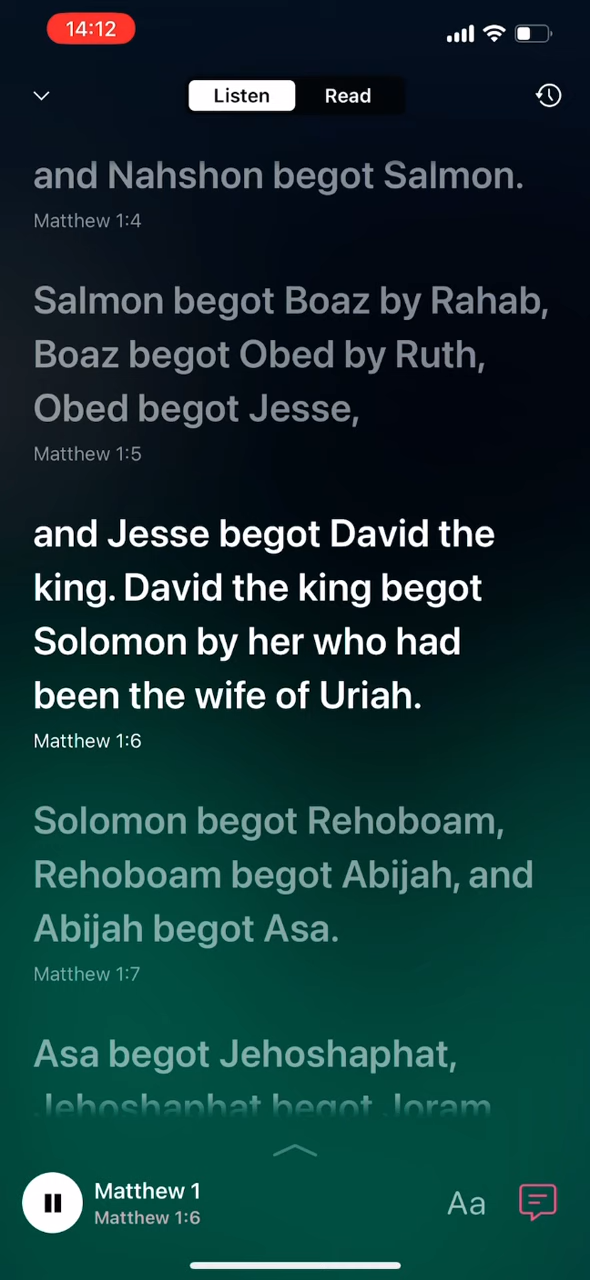 14:12
Listen Read
and Nahshon begot Salmon.
Matthew 1:4
Salmon begot Boaz by Rahab,
Boaz begot Obed by Ruth,
Obed begot Jesse,
Matthew 1:5
and Jesse begot David the
king. David the king begot
Solomon by her who had
been the wife of Uriah.
Matthew 1:6
Solomon begot Rehoboam,
Rehoboam begot Abijah, and
Abijah begot Asa.
Matthew 1:7
Asa begot Jehoshaphat,
Jehoshaphat begot Joram
Matthew 1
Matthew 1:6
Aa